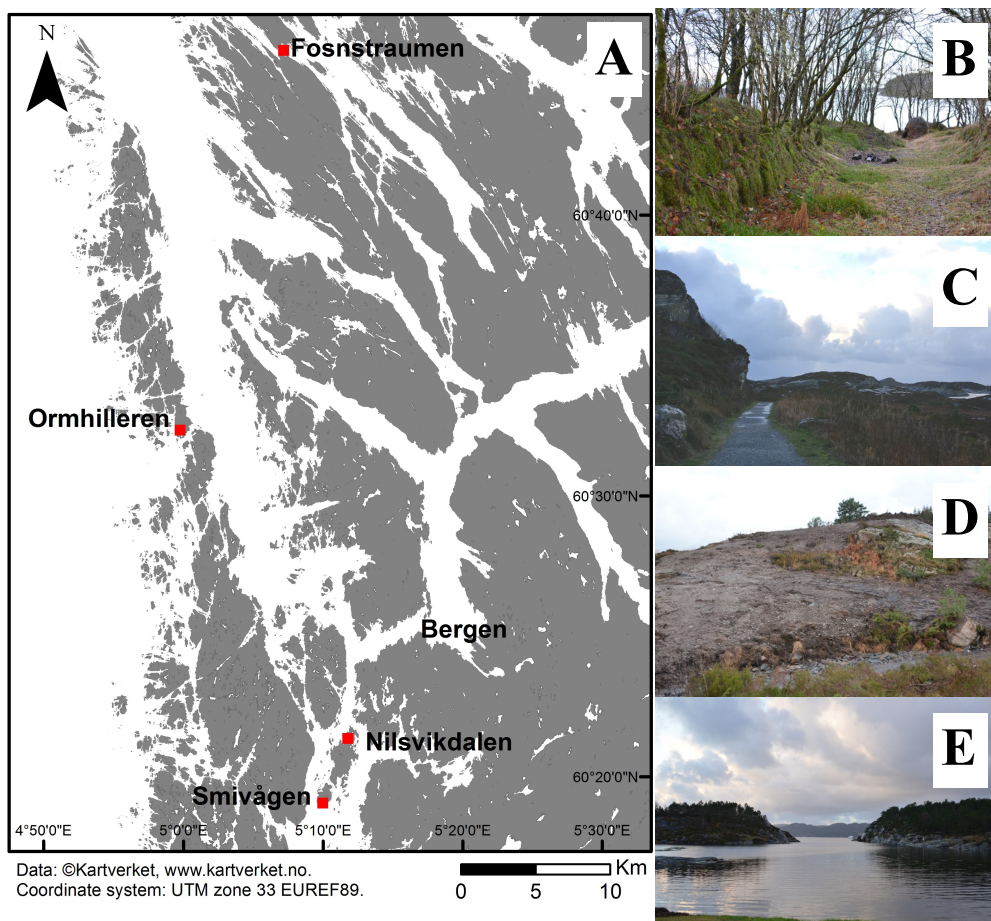 N
Fosnstraumen
A
60°40'0"N
Ormhilleren
60°30'0"N
Bergen
Nilsvikdalen
60°20'0"N
Smivågen
4°50'0"E 5°0'0"E 5°10'0"E 5°20'0"E 5°30'0"E
Data: ©Kartverket, www.kartverket.no.
Coordinate system: UTM zone 33 EUREF89.
Km
0 5 10
B
C
D
E